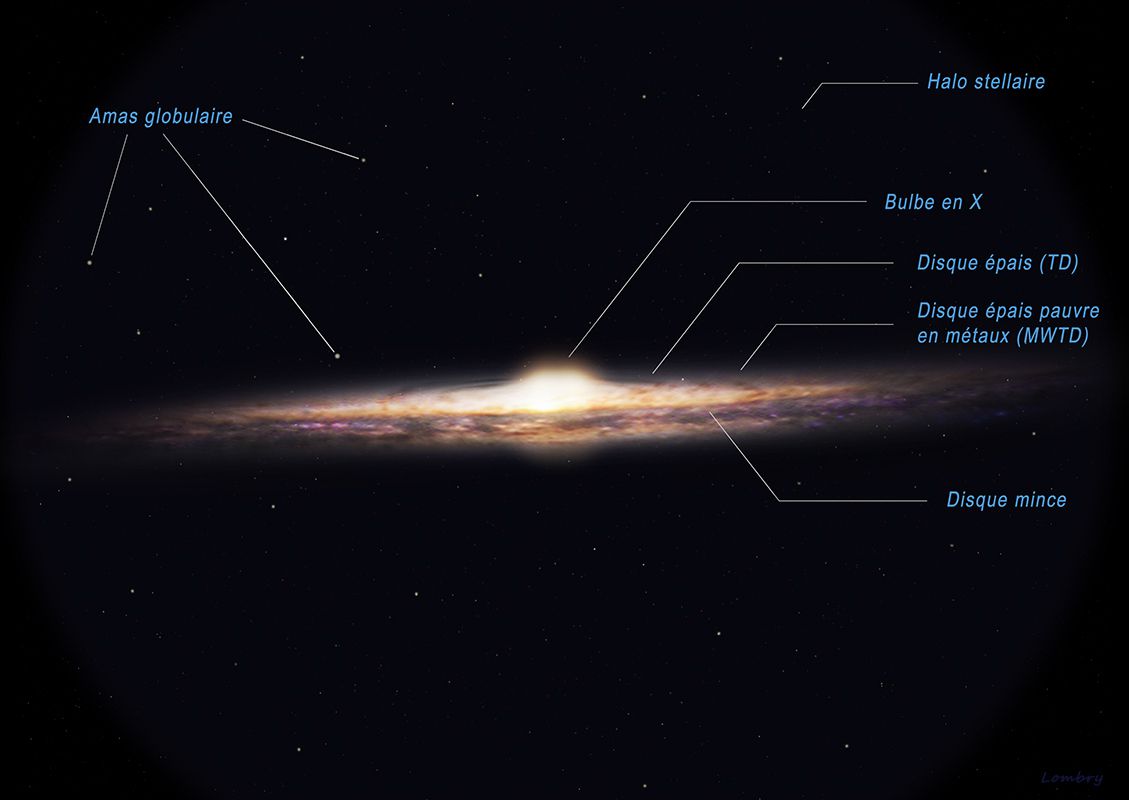 Halo stellaire
Amas globulaire
Bulbe en X
Disque épais (TD)
Disque épais pauvre
en métaux (MWTD)
Disque mince
Lombry